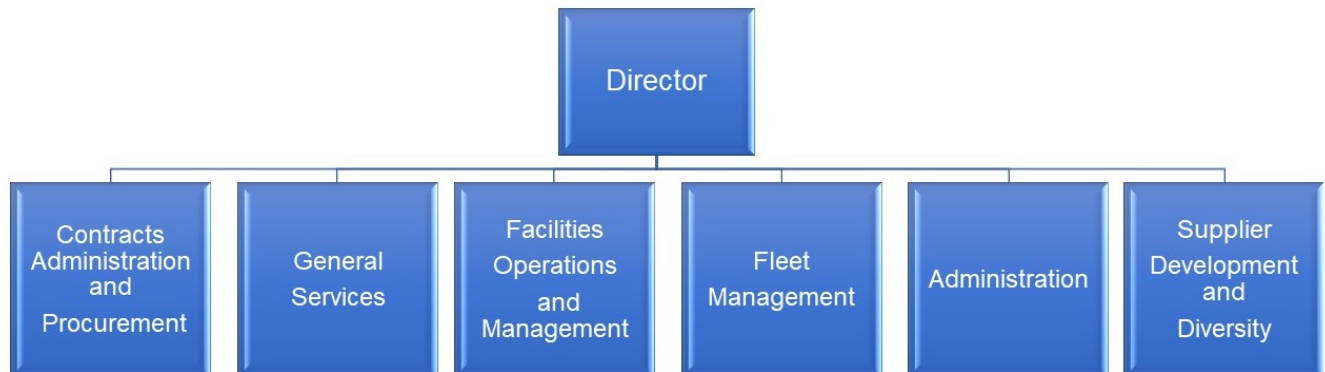 Director
Contracts
Administration
and
Procurement
General
Services
Facilities
Operations
and
Management
Fleet
Management
Administration
Supplier
Development
and
Diversity